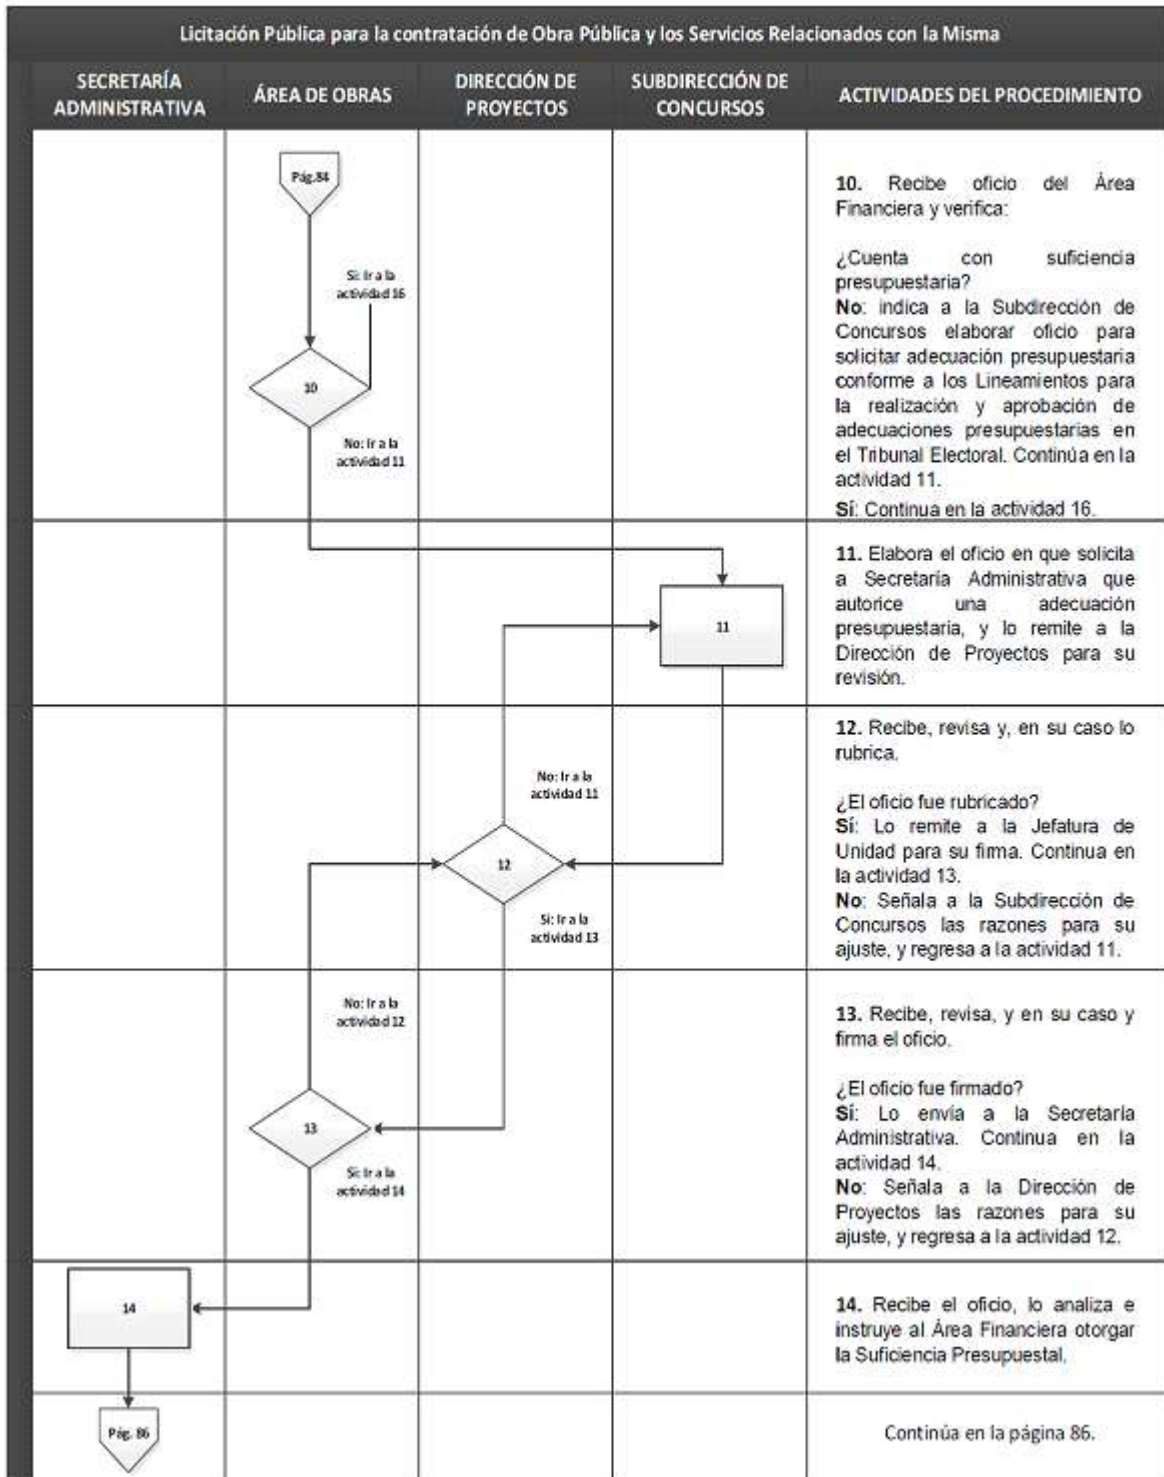 Licitación Pública para la contratación de Obra Pública y los Servicios Relacionados con la Misma
SECRETARÍA
ADMINISTRATIVA
ÁREA DE OBRAS
DIRECCIÓN DE
PROYECTOS
SUBDIRECCIÓN DE
CONCURSOS
ACTIVIDADES DEL PROCEDIMIENTO
Pág.84
Sí: Ir a la
actividad 16
10
No: Ir a la
actividad 11
10. Recibe oficio del Área
Financiera y verifica:
¿Cuenta con suficiencia
presupuestaria?
No: indica a la Subdirección de
Concursos elaborar oficio para
solicitar adecuación presupuestaria
conforme a los Lineamientos para
la realización y aprobación de
adecuaciones presupuestarias en
el Tribunal Electoral. Continúa en la
actividad 11.
Sí: Continua en la actividad 16.
11
11. Elabora el oficio en que solicita
a Secretaría Administrativa que
autorice una adecuación
presupuestaria, y lo remite a la
Dirección de Proyectos para su
revisión.
No: Ir a la
actividad 11
12
Sí: Ir a la
actividad 13
12. Recibe, revisa y, en su caso lo
rubrica.
¿El oficio fue rubricado?
Sí: Lo remite a la Jefatura de
Unidad para su firma. Continua en
la actividad 13.
No: Señala a la Subdirección de
Concursos las razones para su
ajuste, y regresa a la actividad 11.
No: Ir a la
actividad 12
13
Sí: Ir a la
actividad 14
13. Recibe, revisa, y en su caso y
firma el oficio.
¿El oficio fue firmado?
Sí: Lo envía a la Secretaría
Administrativa. Continua en la
actividad 14.
No: Señala a la Dirección de
Proyectos las razones para su
ajuste, y regresa a la actividad 12.
14
14. Recibe el oficio, lo analiza e
instruye al Área Financiera otorgar
la Suficiencia Presupuestal.
Pág. 86
Continúa en la página 86.